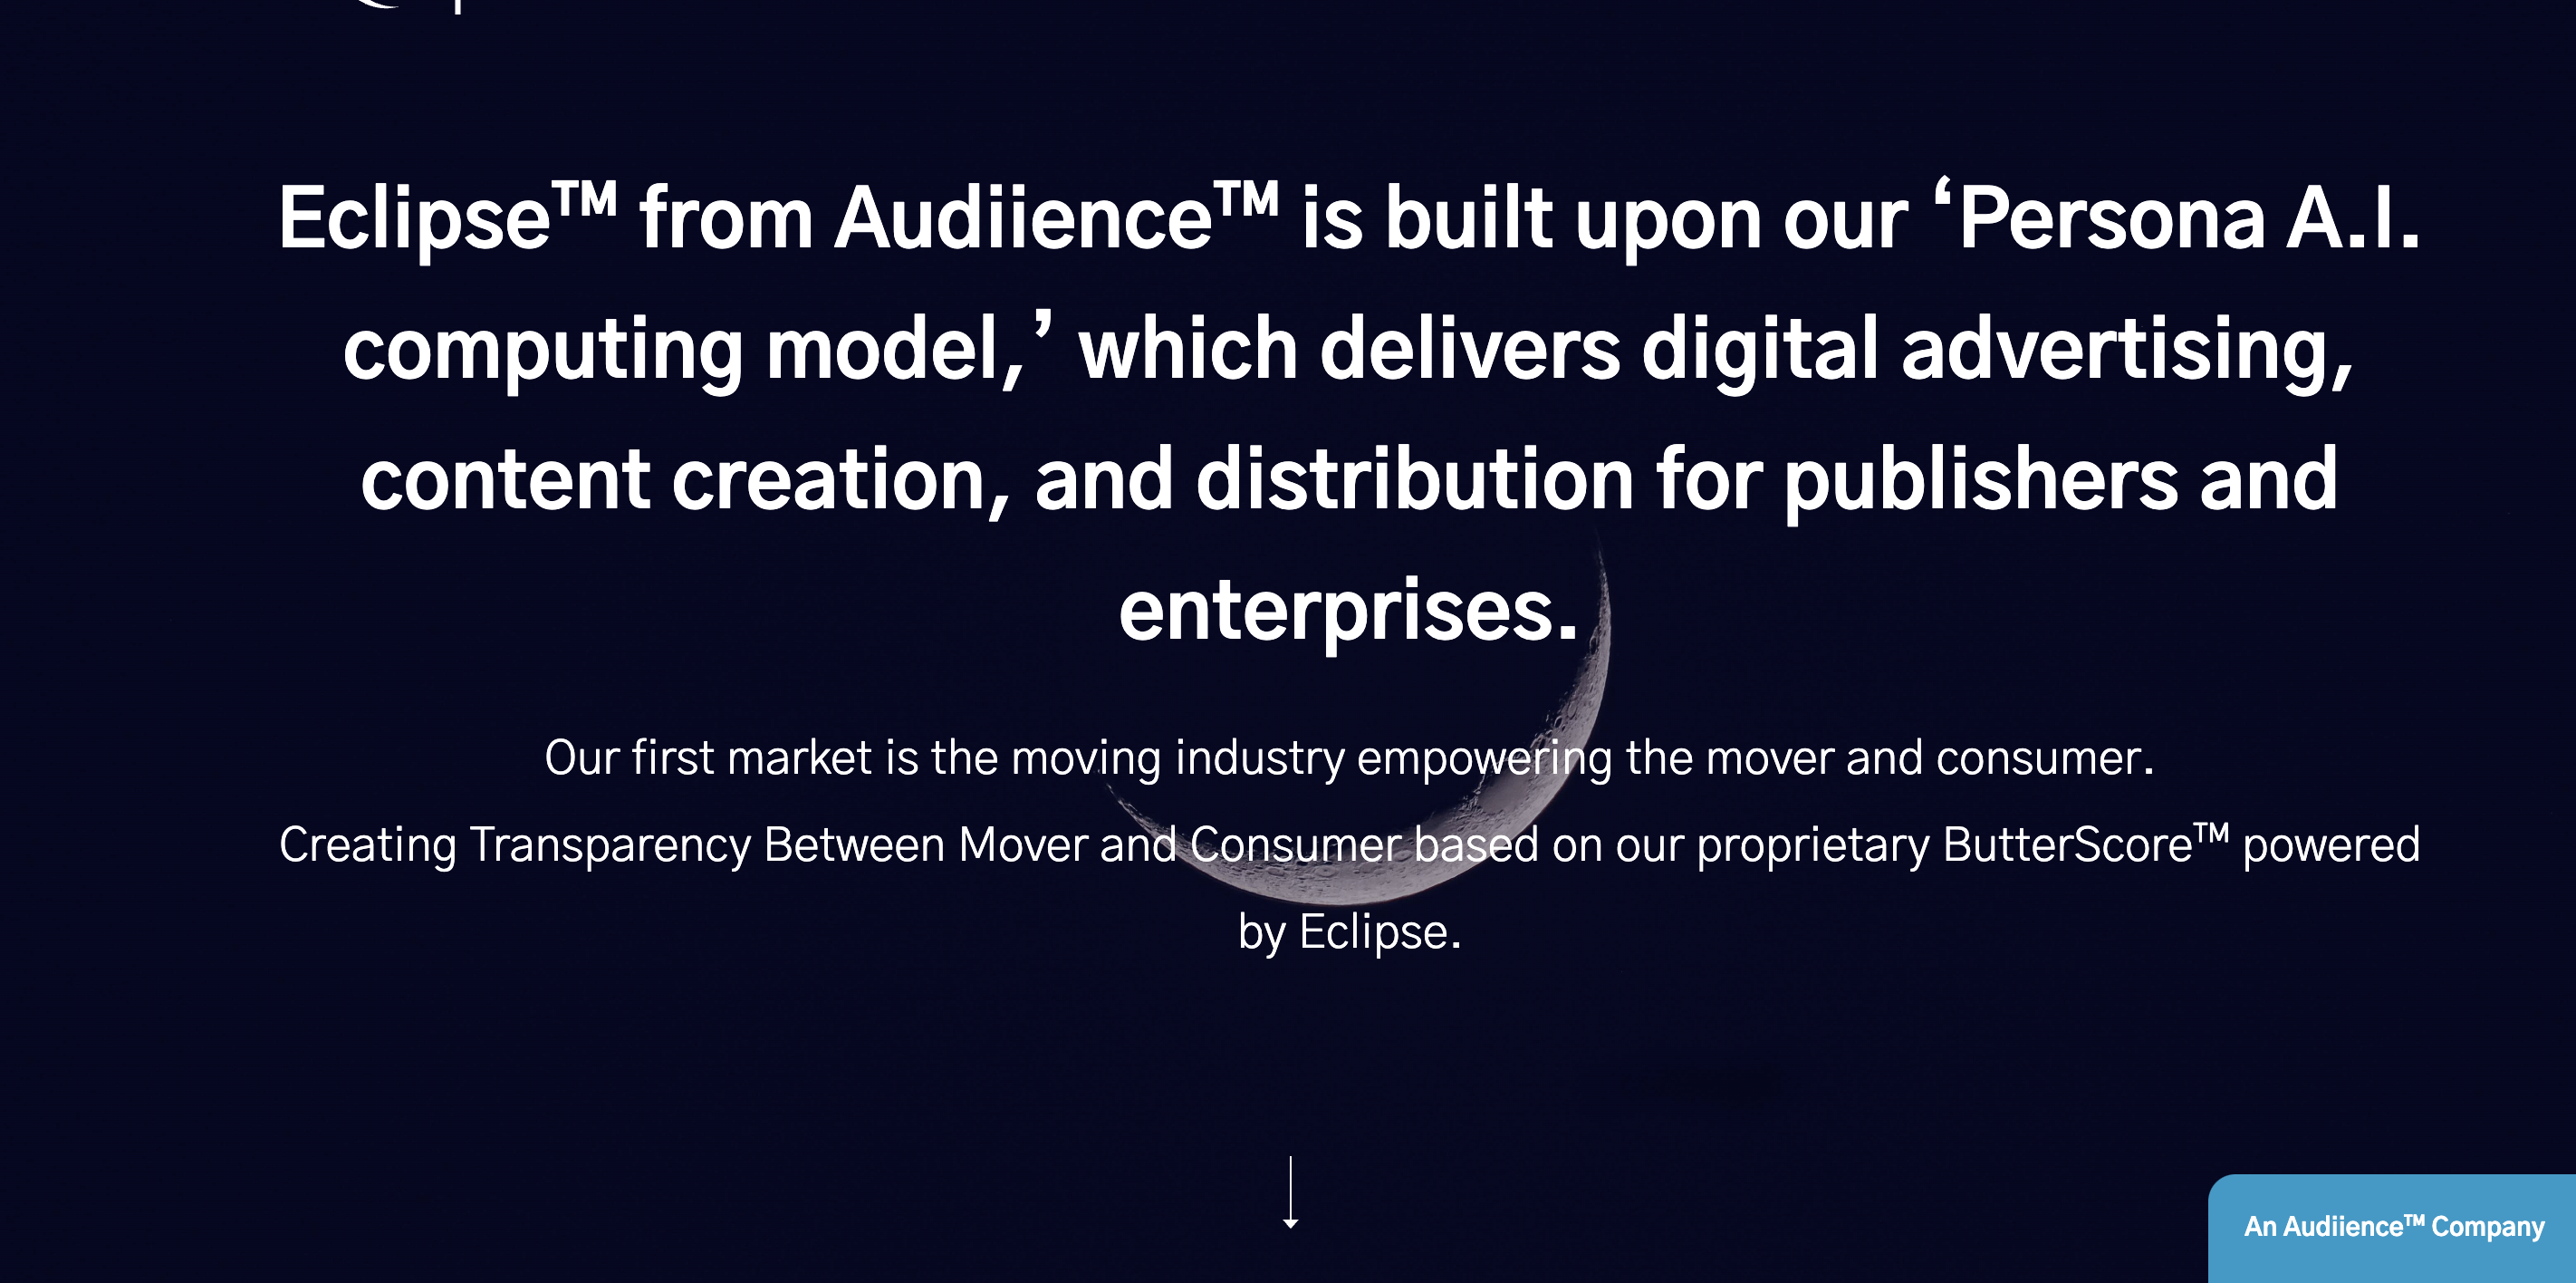 Eclipse™ from Audiience™ is built upon our ‘Persona A.I.
computing model,’ which delivers digital advertising,
content creation, and distribution for publishers and
enterprises.
Our first market is the moving industry empowering the mover and consumer.
Creating Transparency Between Mover and Consumer based on our proprietary ButterScore™ powered
by Eclipse.
An Audiience™ Company